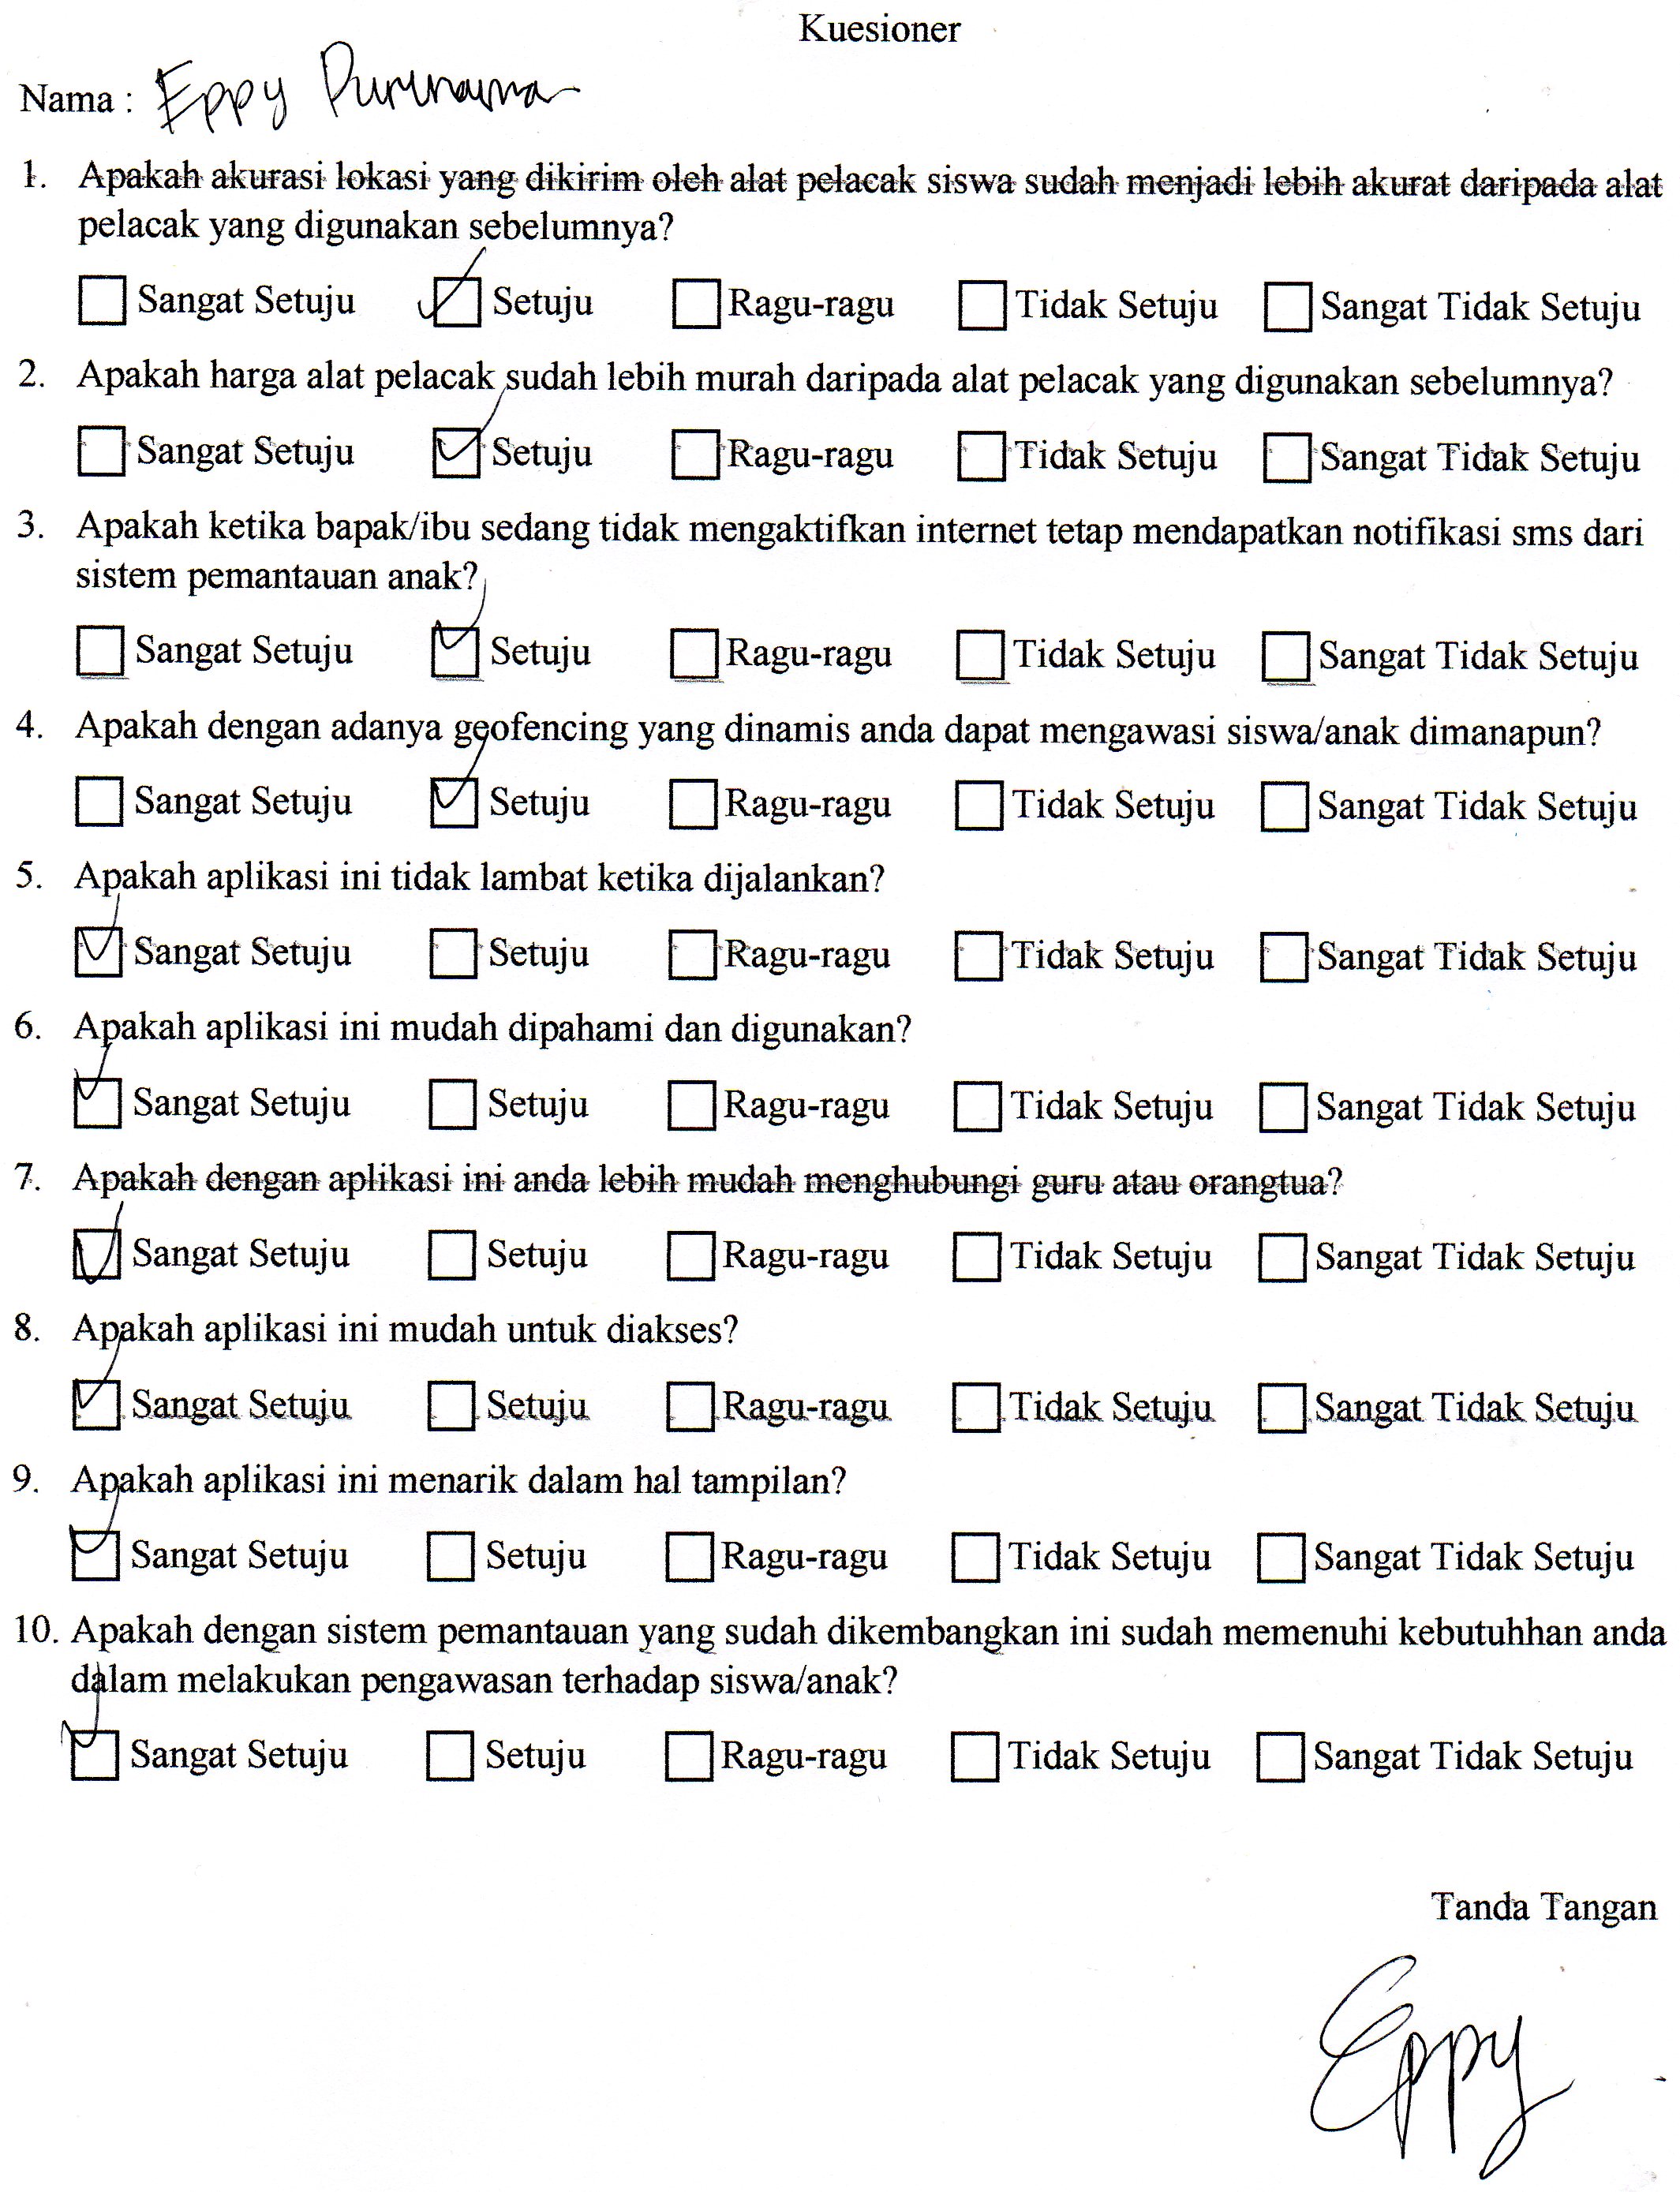 Kuesioner
Nama : Eppy Purnama
1. Apakah akurasi lokasi yang dikirim oleh alat pelacak siswa sudah menjadi lebih akurat daripada alat
pelacak yang digunakan sebelumnya?
☐ Sangat Setuju ☑ Setuju ☐ Ragu-ragu ☐ Tidak Setuju ☐ Sangat Tidak Setuju
2. Apakah harga alat pelacak sudah lebih murah daripada alat pelacak yang digunakan sebelumnya?
☐ Sangat Setuju ☑ Setuju ☐ Ragu-ragu ☐ Tidak Setuju ☐ Sangat Tidak Setuju
3. Apakah ketika bapak/ibu sedang tidak mengaktifkan internet tetap mendapatkan notifikasi sms dari
sistem pemantauan anak?
☐ Sangat Setuju ☑ Setuju ☐ Ragu-ragu ☐ Tidak Setuju ☐ Sangat Tidak Setuju
4. Apakah dengan adanya geofencing yang dinamis anda dapat mengawasi siswa/anak dimanapun?
☐ Sangat Setuju ☑ Setuju ☐ Ragu-ragu ☐ Tidak Setuju ☐ Sangat Tidak Setuju
5. Apakah aplikasi ini tidak lambat ketika dijalankan?
☑ Sangat Setuju ☐ Setuju ☐ Ragu-ragu ☐ Tidak Setuju ☐ Sangat Tidak Setuju
6. Apakah aplikasi ini mudah dipahami dan digunakan?
☑ Sangat Setuju ☐ Setuju ☐ Ragu-ragu ☐ Tidak Setuju ☐ Sangat Tidak Setuju
7. Apakah dengan aplikasi ini anda lebih mudah menghubungi guru atau orangtua?
☑ Sangat Setuju ☐ Setuju ☐ Ragu-ragu ☐ Tidak Setuju ☐ Sangat Tidak Setuju
8. Apakah aplikasi ini mudah untuk diakses?
☑ Sangat Setuju ☐ Setuju ☐ Ragu-ragu ☐ Tidak Setuju ☐ Sangat Tidak Setuju
9. Apakah aplikasi ini menarik dalam hal tampilan?
☑ Sangat Setuju ☐ Setuju ☐ Ragu-ragu ☐ Tidak Setuju ☐ Sangat Tidak Setuju
10. Apakah dengan sistem pemantauan yang sudah dikembangkan ini sudah memenuhi kebutuhhan anda
dalam melakukan pengawasan terhadap siswa/anak?
☑ Sangat Setuju ☐ Setuju ☐ Ragu-ragu ☐ Tidak Setuju ☐ Sangat Tidak Setuju
Tanda Tangan
Eppy